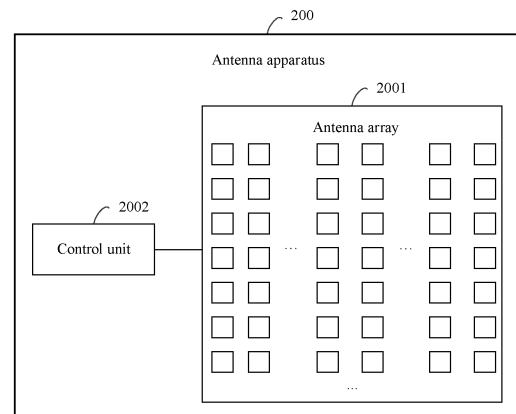 200
Antenna apparatus
2001
Antenna array
2002
Control unit
... ...
...